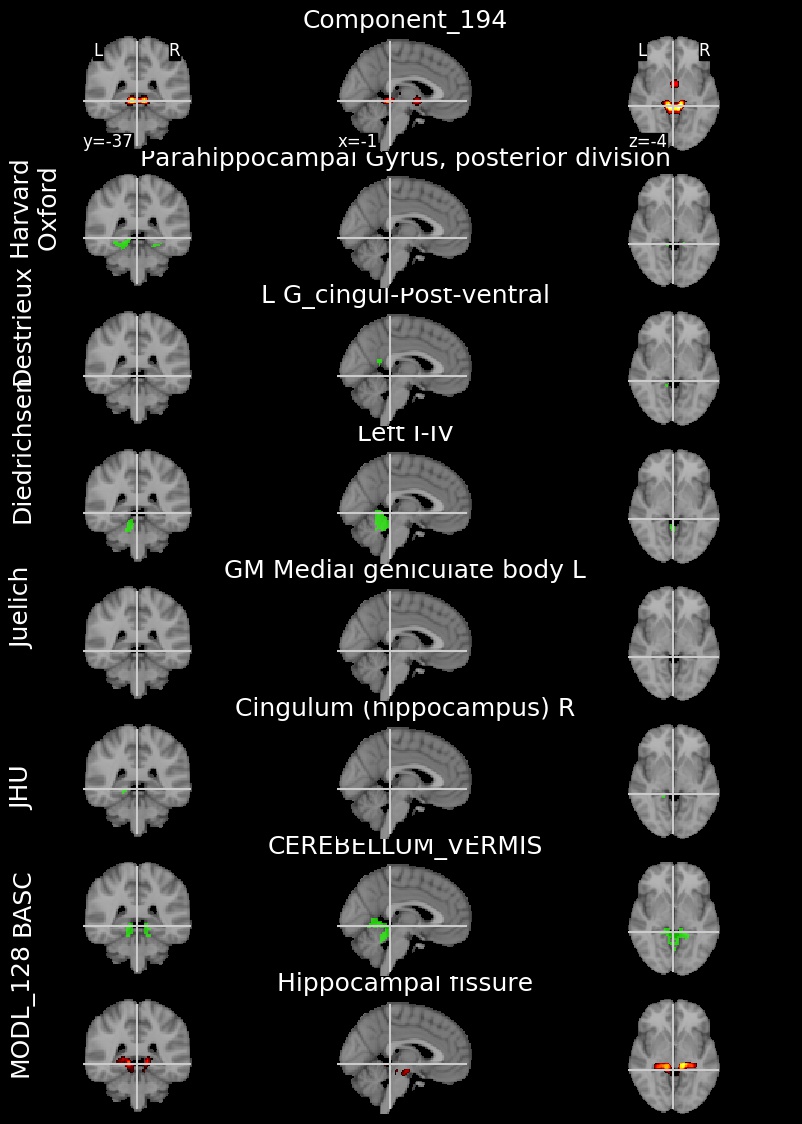 Component_194
L R
L R
y=-37
x=-1
z=-4
Harvard
Oxford
Parahippocampal Gyrus, posterior division
Destrieux
L G_cingul-Post-ventral
Diedrichsen
Left I-IV
Juelich
GM Medial geniculate body L
JHU
Cingulum (hippocampus) R
BASC
CEREBELLUM_VERMIS
MODL_128
Hippocampal fissure